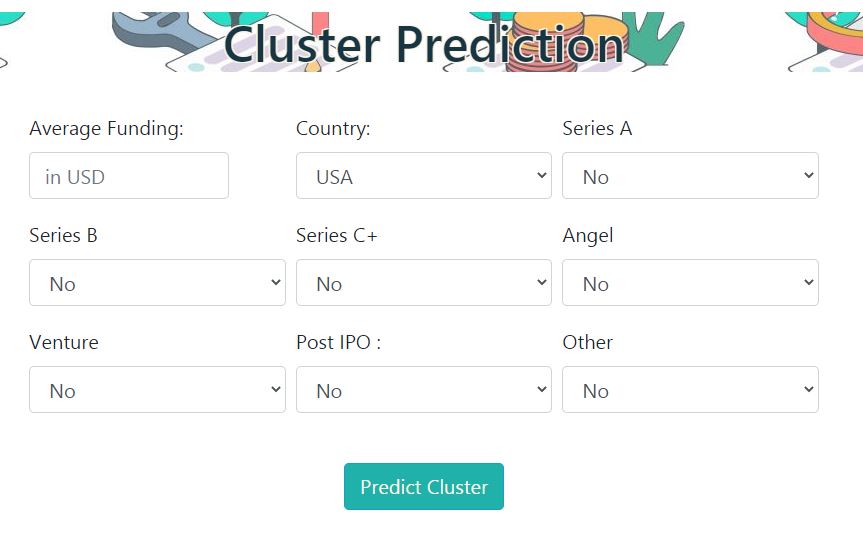 Cluster Prediction
Average Funding: Country: Series A
in USD USA No
Series B Series C+ Angel
No No No
Venture Post IPO : Other
No No No
Predict Cluster